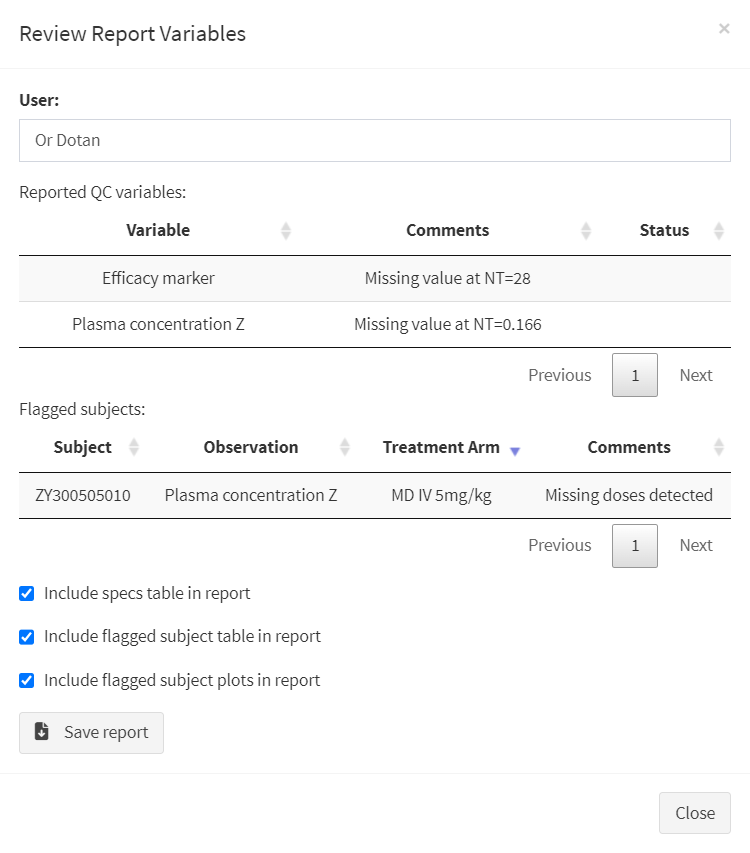 Review Report Variables ×
User:
Or Dotan
Reported QC variables:
Variable Comments Status
Efficacy marker Missing value at NT=28
Plasma concentration Z Missing value at NT=0.166
Previous 1 Next
Flagged subjects:
Subject Observation Treatment Arm Comments
ZY300505010 Plasma concentration Z MD IV 5mg/kg Missing doses detected
Previous 1 Next
Include specs table in report
Include flagged subject table in report
Include flagged subject plots in report
Save report
Close